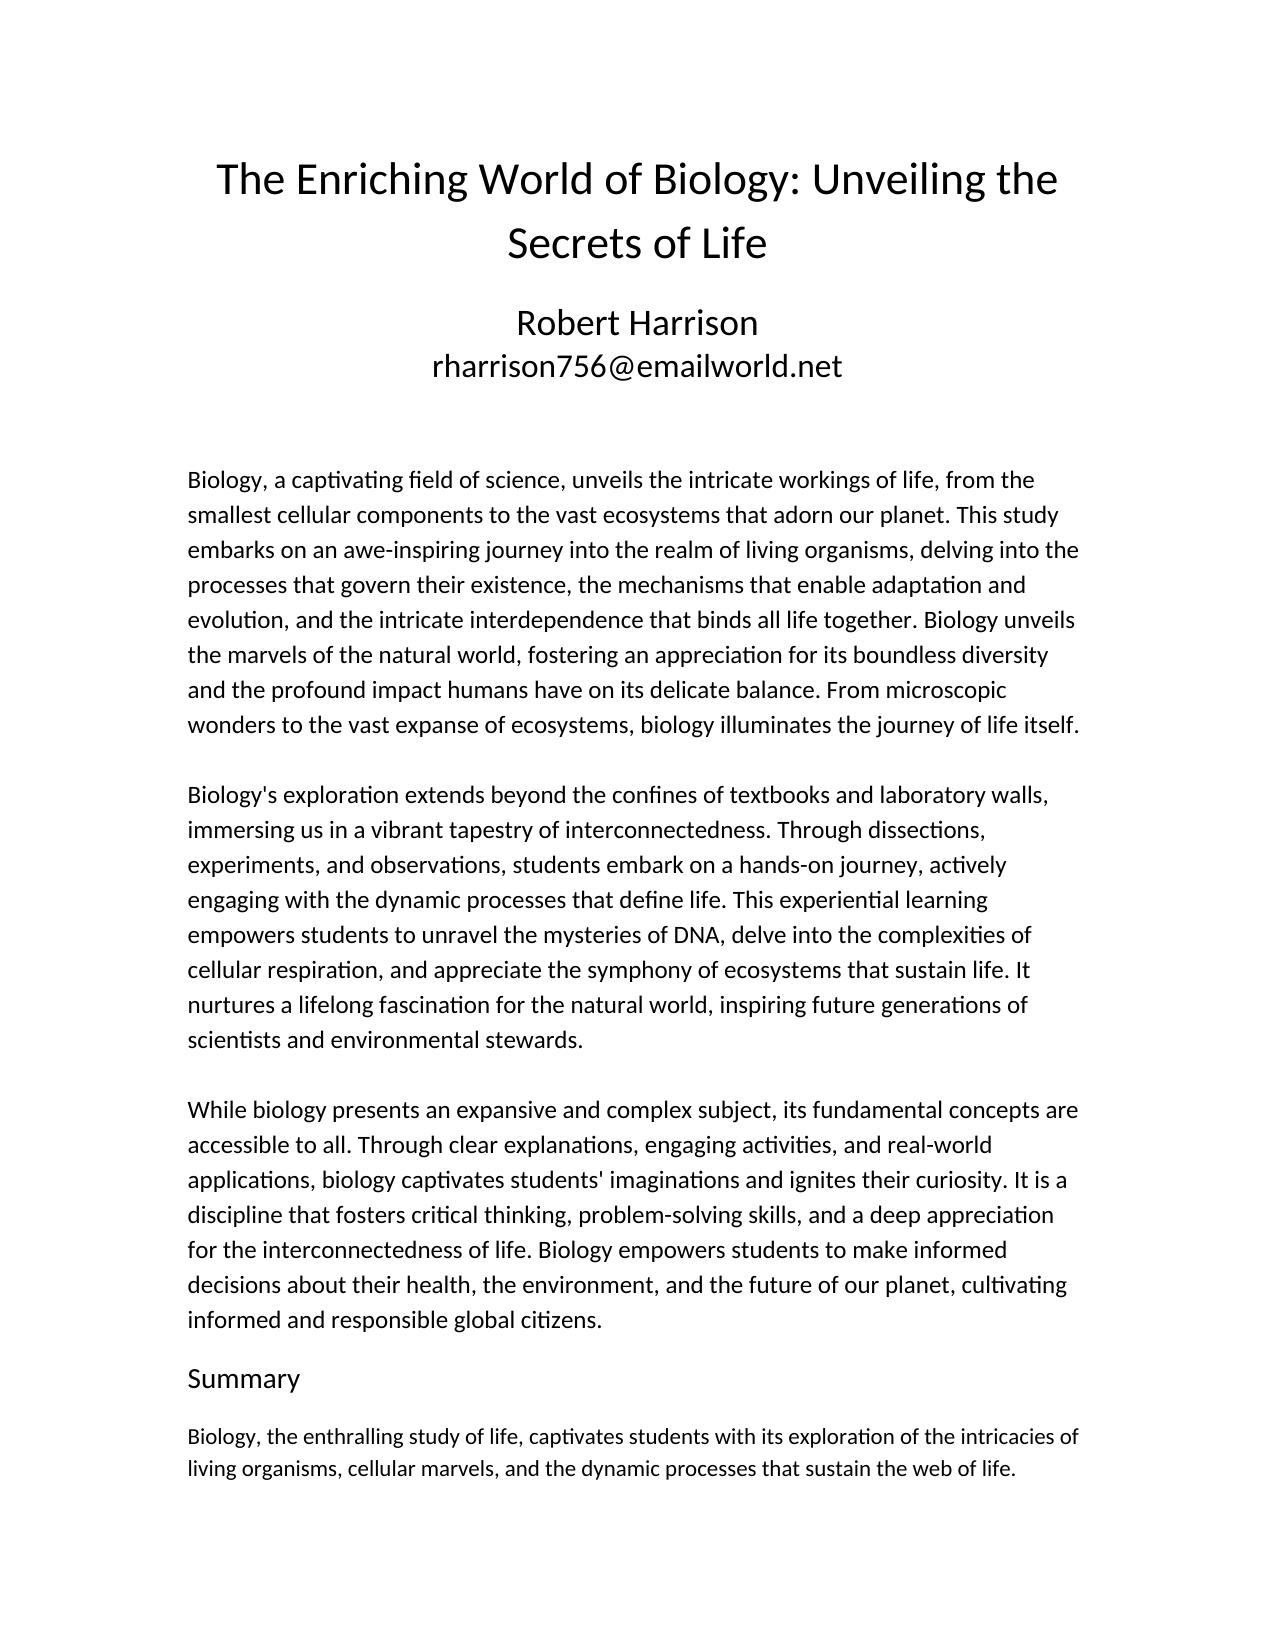 The Enriching World of Biology: Unveiling the
Secrets of Life
Robert Harrison
rharrison756@emailworld.net
Biology, a captivating field of science, unveils the intricate workings of life, from the
smallest cellular components to the vast ecosystems that adorn our planet. This study
embarks on an awe-inspiring journey into the realm of living organisms, delving into the
processes that govern their existence, the mechanisms that enable adaptation and
evolution, and the intricate interdependence that binds all life together. Biology unveils
the marvels of the natural world, fostering an appreciation for its boundless diversity
and the profound impact humans have on its delicate balance. From microscopic
wonders to the vast expanse of ecosystems, biology illuminates the journey of life itself.
Biology's exploration extends beyond the confines of textbooks and laboratory walls,
immersing us in a vibrant tapestry of interconnectedness. Through dissections,
experiments, and observations, students embark on a hands-on journey, actively
engaging with the dynamic processes that define life. This experiential learning
empowers students to unravel the mysteries of DNA, delve into the complexities of
cellular respiration, and appreciate the symphony of ecosystems that sustain life. It
nurtures a lifelong fascination for the natural world, inspiring future generations of
scientists and environmental stewards.
While biology presents an expansive and complex subject, its fundamental concepts are
accessible to all. Through clear explanations, engaging activities, and real-world
applications, biology captivates students' imaginations and ignites their curiosity. It is a
discipline that fosters critical thinking, problem-solving skills, and a deep appreciation
for the interconnectedness of life. Biology empowers students to make informed
decisions about their health, the environment, and the future of our planet, cultivating
informed and responsible global citizens.
Summary
Biology, the enthralling study of life, captivates students with its exploration of the intricacies of
living organisms, cellular marvels, and the dynamic processes that sustain the web of life.